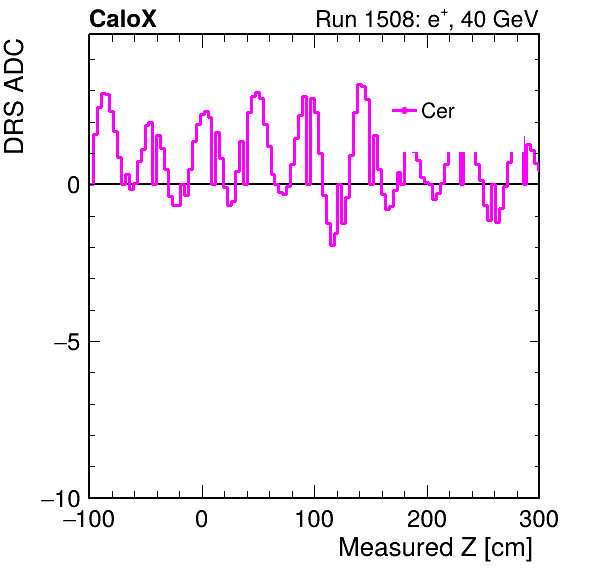 CaloX Run 1508: e⁺, 40 GeV
DRS ADC
Cer
0
−5
−10
−100 0 100 200 300
Measured Z [cm]